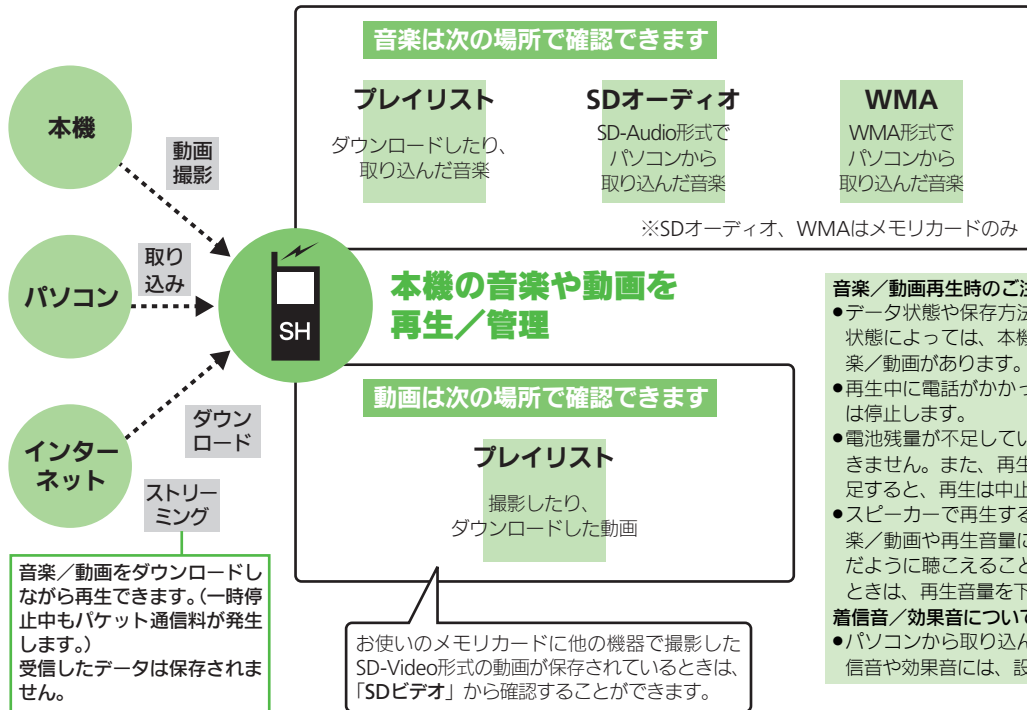 音楽は次の場所で確認できます
プレイリスト
ダウンロードしたり、
取り込んだ音楽
SDオーディオ
SD-Audio形式で
パソコンから
取り込んだ音楽
WMA
WMA形式で
パソコンから
取り込んだ音楽
※SDオーディオ、WMAはメモリカードのみ
本機
動画
撮影
パソコン
取り
込み
インター
ネット
ダウン
ロード
ストリー
ミング
SH
本機の音楽や動画を
再生／管理
動画は次の場所で確認できます
プレイリスト
撮影したり、
ダウンロードした動画
音楽／動画をダウンロードし
ながら再生できます。（一時停
止中もパケット通信料が発生
します。）
受信したデータは保存されま
せん。
お使いのメモリカードに他の機器で撮影した
SD-Video形式の動画が保存されているときは、
「SDビデオ」から確認することができます。
音楽／動画再生時のご注
●データ状態や保存方法
状態によっては、本機
楽／動画があります。
●再生中に電話がかかっ
は停止します。
●電池残量が不足してい
きません。また、再生
足すると、再生は中止
●スピーカーで再生する
楽／動画や再生音量に
だように聴こえること
ときは、再生音量を下
着信音／効果音について
●パソコンから取り込ん
信音や効果音には、設